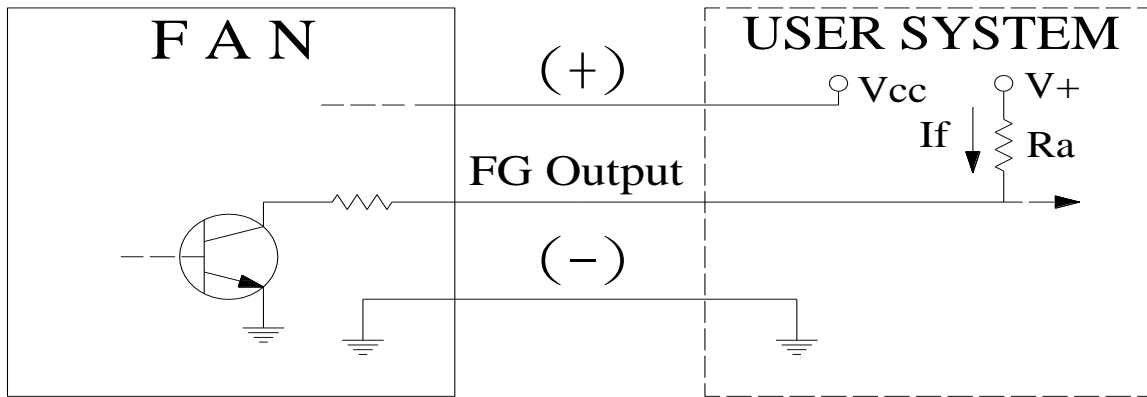 F A N
USER SYSTEM
(+)
Vcc
V+
If
Ra
FG Output
(-)